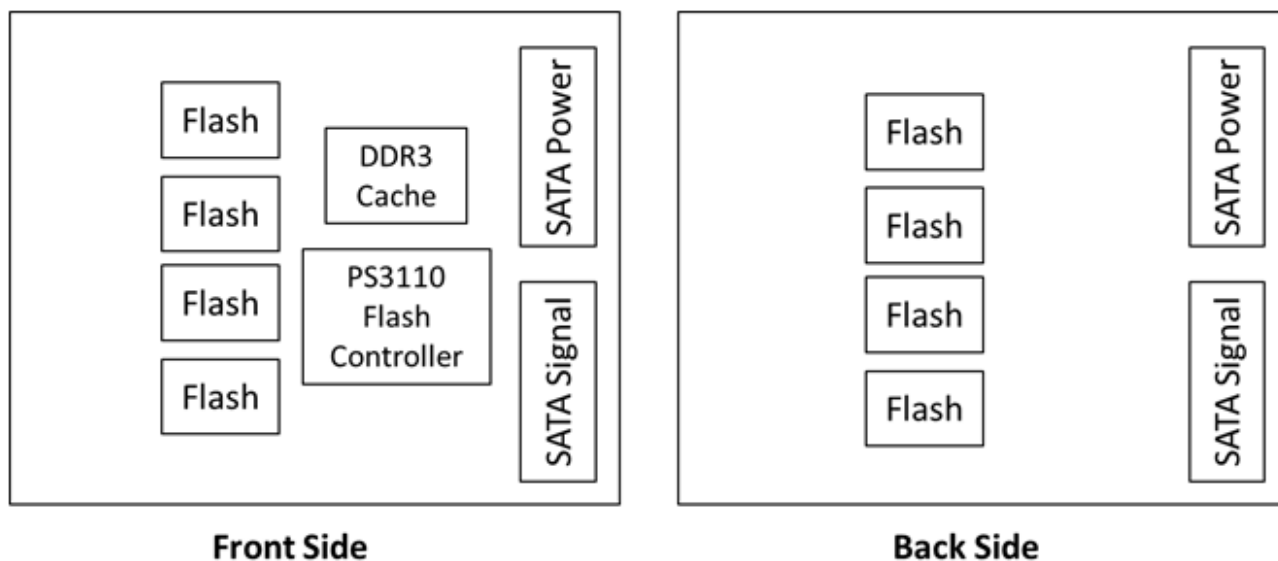 Flash
Flash
Flash
Flash
DDR3
Cache
PS3110
Flash
Controller
SATA Power
SATA Signal
Front Side
Flash
Flash
Flash
Flash
SATA Power
SATA Signal
Back Side